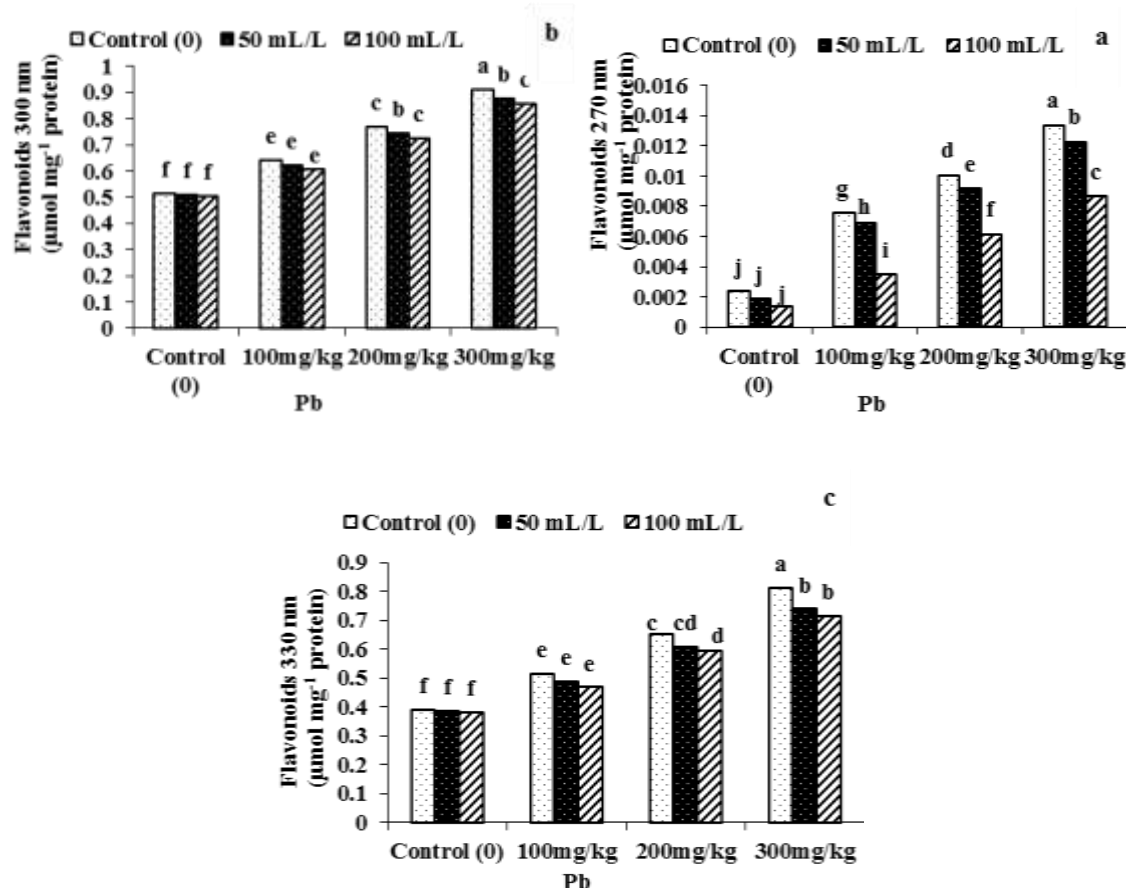 b
Control (0) 50 mL/L 100 mL/L
Flavonoids 300 nm
(µmol mg⁻¹ protein)
1
0.9
0.8
0.7
0.6
0.5
0.4
0.3
0.2
0.1
0
f f f
e e e
c b c
a b c
Control (0) 100mg/kg 200mg/kg 300mg/kg
Pb
a
Control (0) 50 mL/L 100 mL/L
Flavonoids 270 nm
(µmol mg⁻¹ protein)
0.016
0.014
0.012
0.01
0.008
0.006
0.004
0.002
0
j j j
g h i
d e f
a b c
Control (0) 100mg/kg 200mg/kg 300mg/kg
Pb
c
Control (0) 50 mL/L 100 mL/L
Flavonoids 330 nm
(µmol mg⁻¹ protein)
0.9
0.8
0.7
0.6
0.5
0.4
0.3
0.2
0.1
0
f f f
e e e
c cd d
a b b
Control (0) 100mg/kg 200mg/kg 300mg/kg
Pb